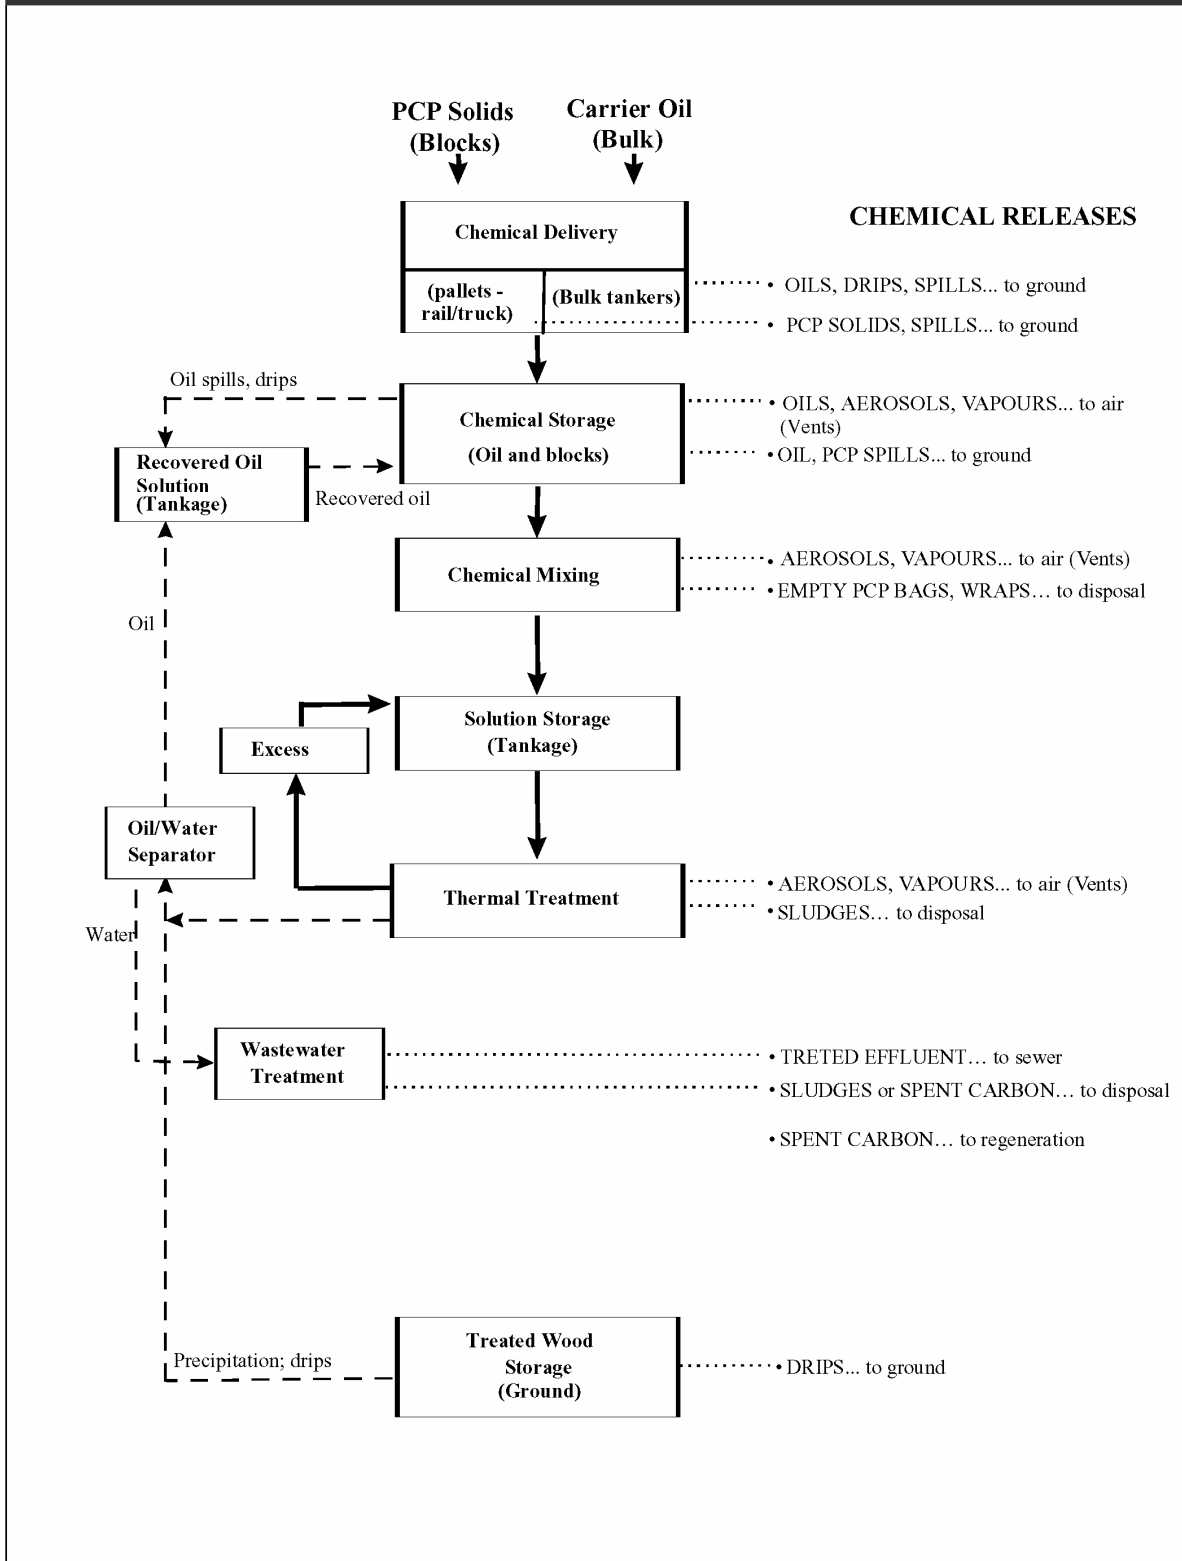 PCP Solids
(Blocks)
Carrier Oil
(Bulk)
CHEMICAL RELEASES
Chemical Delivery
(pallets -
rail/truck)
(Bulk tankers)
• OILS, DRIPS, SPILLS... to ground
• PCP SOLIDS, SPILLS... to ground
Oil spills, drips
Chemical Storage
(Oil and blocks)
• OILS, AEROSOLS, VAPOURS... to air
(Vents)
• OIL, PCP SPILLS... to ground
Recovered Oil
Solution
(Tankage)
Recovered oil
Chemical Mixing
• AEROSOLS, VAPOURS... to air (Vents)
• EMPTY PCP BAGS, WRAPS… to disposal
Oil
Solution Storage
(Tankage)
Excess
Oil/Water
Separator
Thermal Treatment
• AEROSOLS, VAPOURS... to air (Vents)
• SLUDGES… to disposal
Water
Wastewater
Treatment
• TRETED EFFLUENT… to sewer
• SLUDGES or SPENT CARBON… to disposal
• SPENT CARBON… to regeneration
Precipitation; drips
Treated Wood
Storage
(Ground)
• DRIPS... to ground